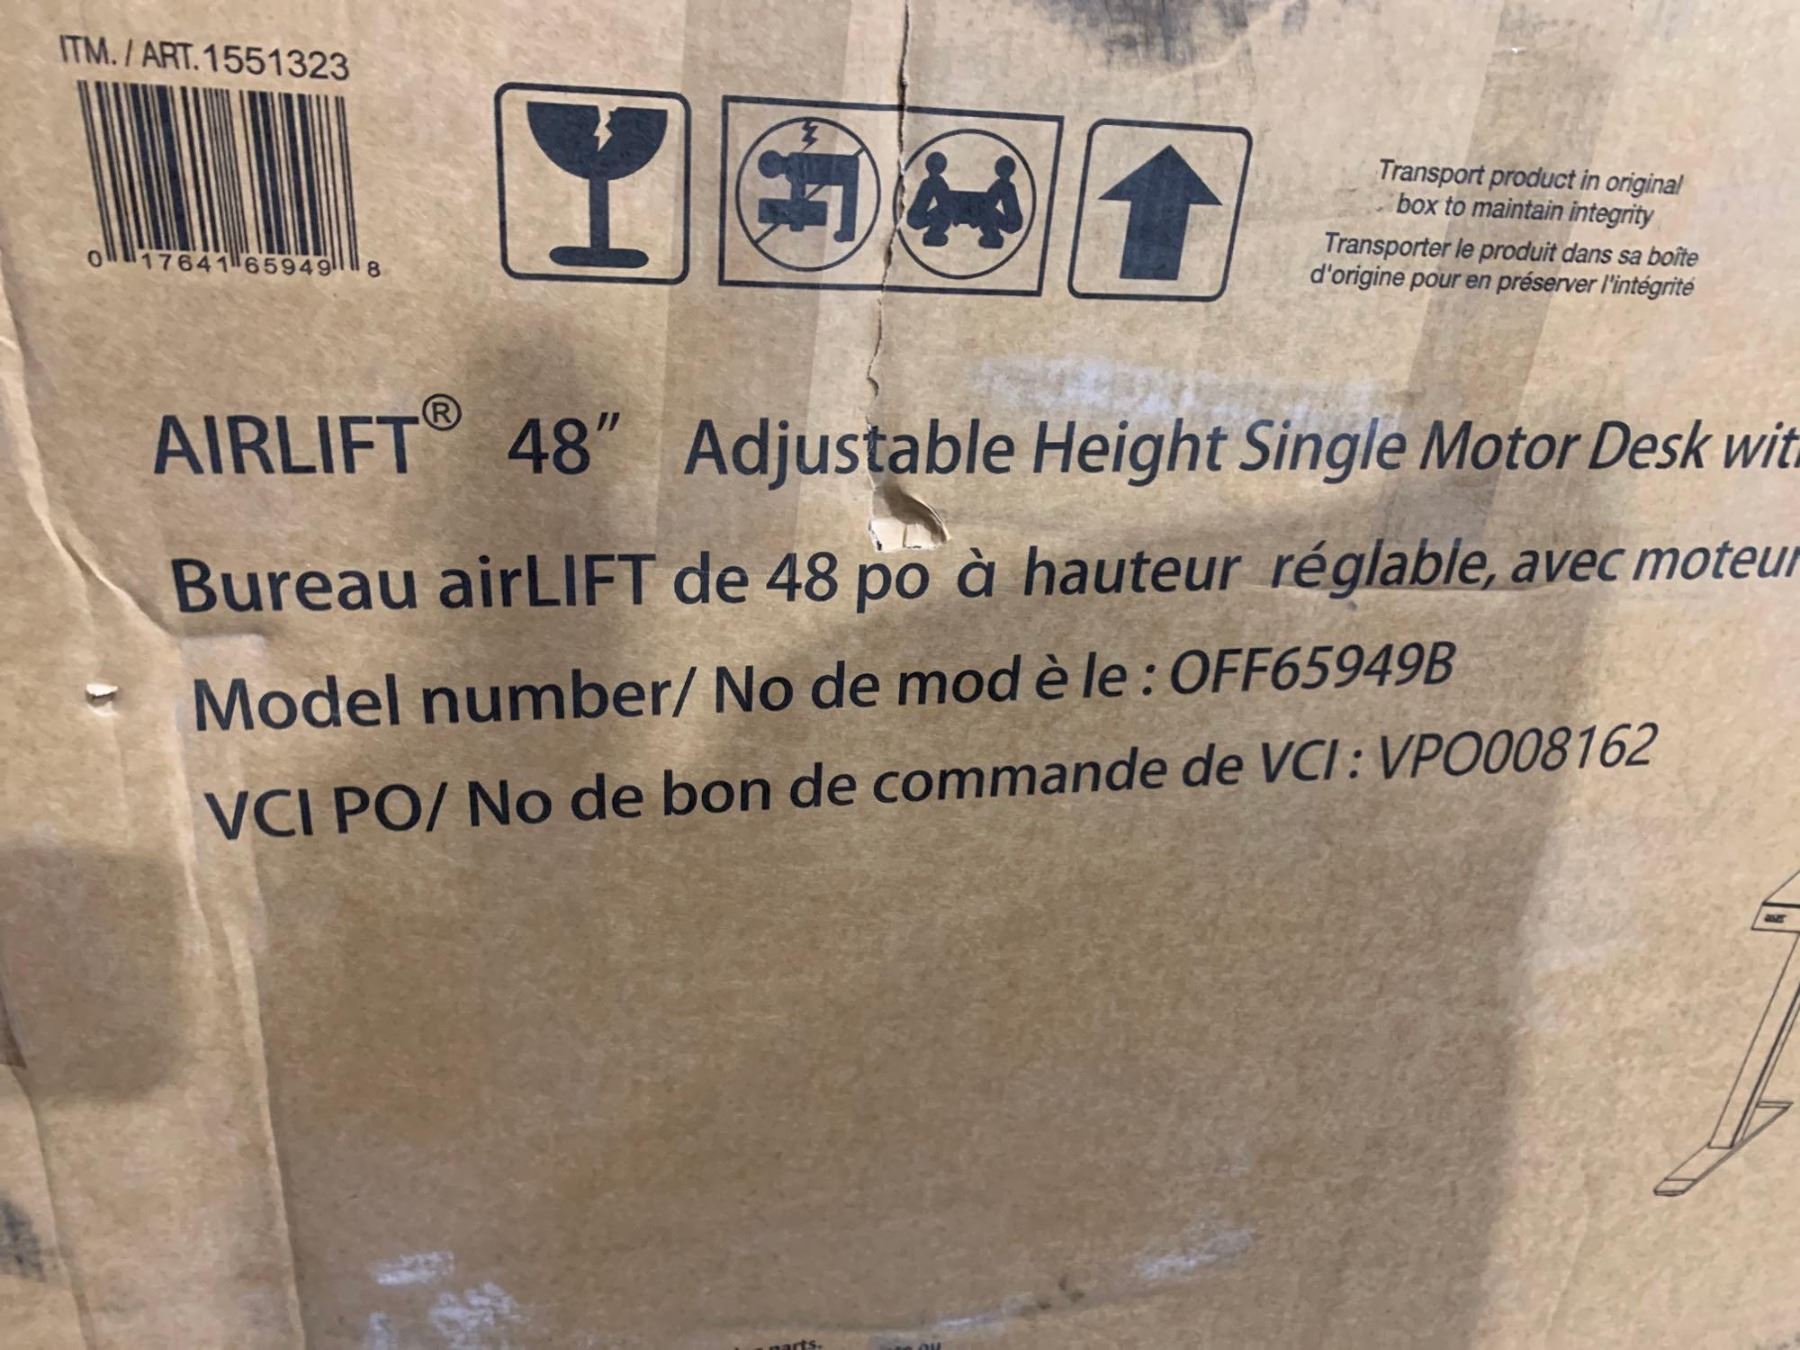 ITM. / ART. 1551323
0 17641 65949 8
Transport product in original
box to maintain integrity
Transporter le produit dans sa boîte
d'origine pour en préserver l'intégrité
AIRLIFT® 48" Adjustable Height Single Motor Desk
Bureau airLIFT de 48 po à hauteur réglable, avec moteur
Model number/ No de mod è le : OFF65949B
VCI PO/ No de bon de commande de VCI : VPO008162
parts.
ou